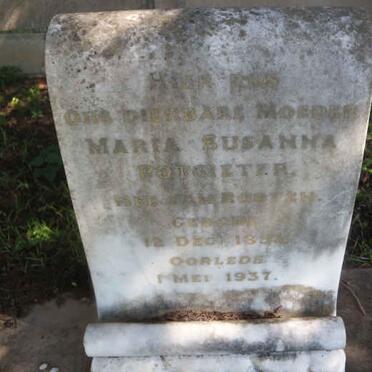 HIER RUS
ONS DIERBARE MOEDER
MARIA SUSANNA
POTGIETER
GEBORE
12 DEC.
OORLEDE
1 MEI 1937.